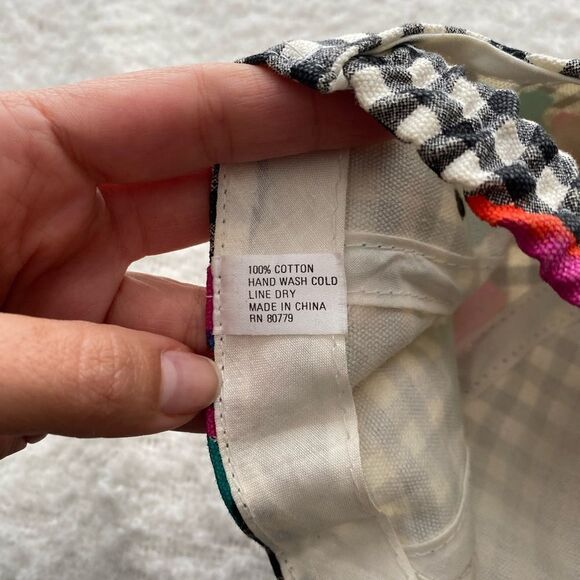 100% COTTON
HAND WASH COLD
LINE DRY
MADE IN CHINA
RN 80779